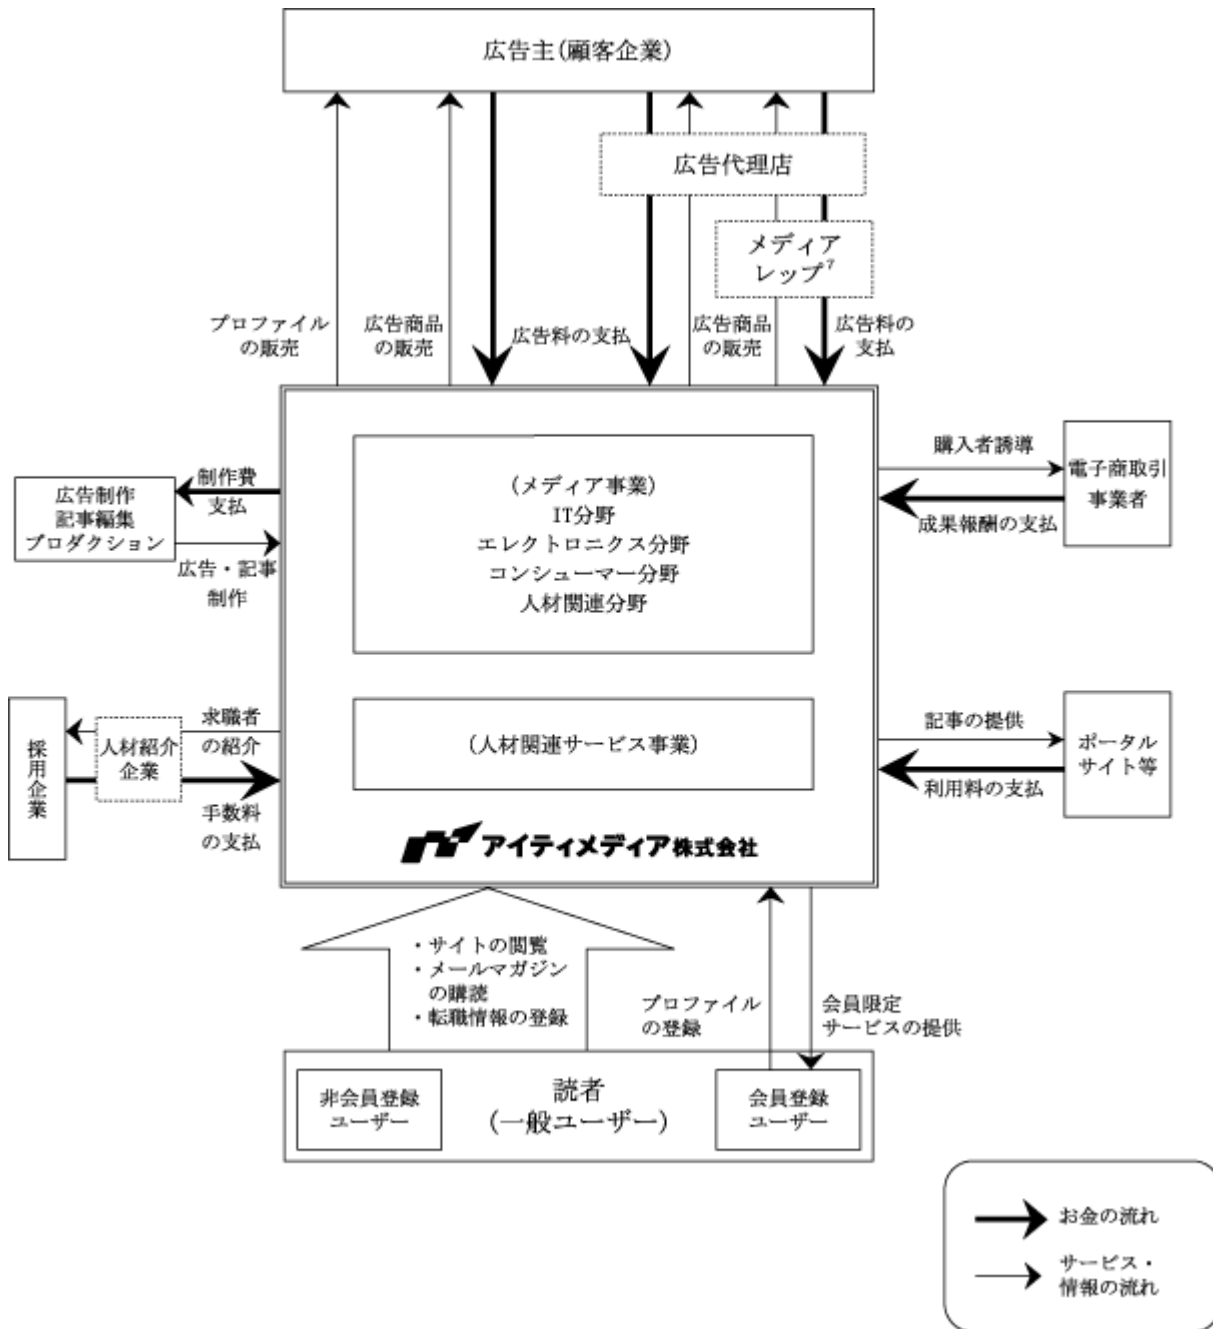 広告主(顧客企業)
広告代理店
メディア
レップ7
プロファイル
の販売
広告商品
の販売
広告料の支払
広告商品
の販売
広告料の
支払
制作費
支払
広告制作
記事編集
プロダクション
広告・記事
制作
(メディア事業)
IT分野
エレクトロニクス分野
コンシューマー分野
人材関連分野
購入者誘導
電子商取引
事業者
成果報酬の支払
採用企業
人材紹介
企業
求職者
の紹介
手数料
の支払
(人材関連サービス事業)
アイティメディア株式会社
記事の提供
ポータル
サイト等
利用料の支払
・サイトの閲覧
・メールマガジン
の購読
・転職情報の登録
プロファイル
の登録
会員限定
サービスの提供
非会員登録
ユーザー
読者
(一般ユーザー)
会員登録
ユーザー
お金の流れ
サービス・
情報の流れ